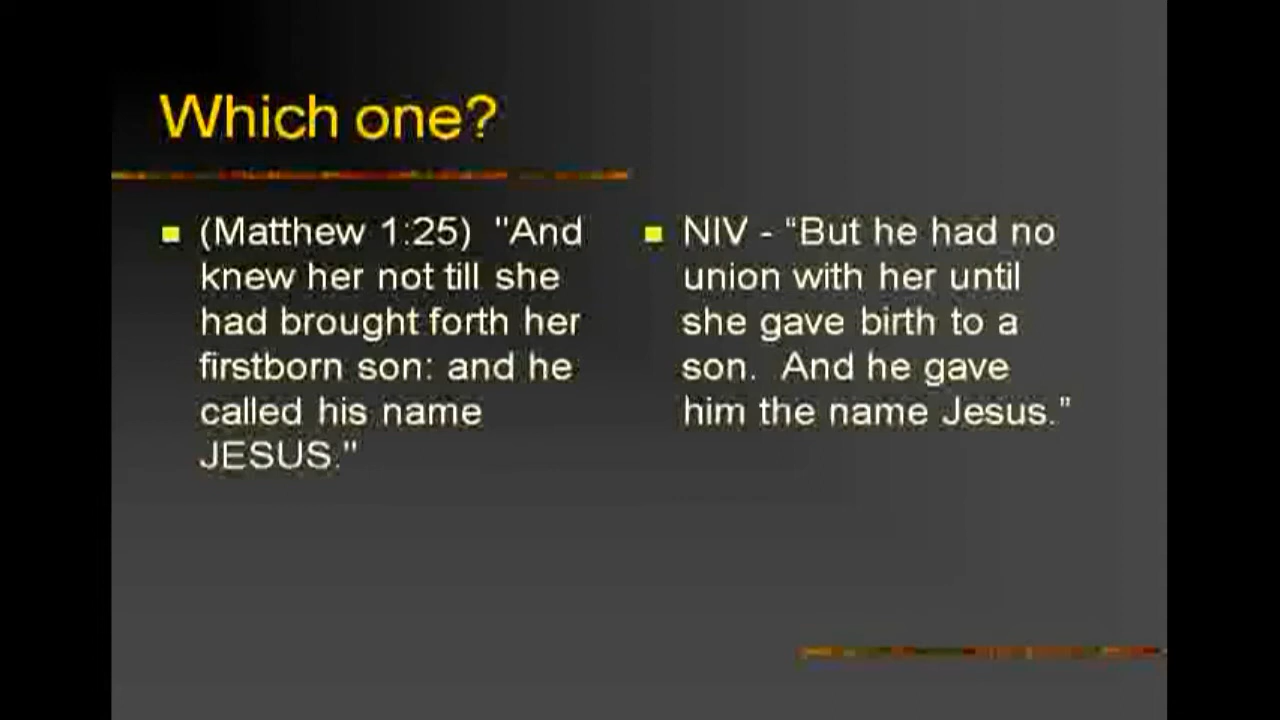 Which one?
(Matthew 1:25)  "And
knew her not till she
had brought forth her
firstborn son: and he
called his name
JESUS."
NIV - “But he had no
union with her until
she gave birth to a
son.  And he gave
him the name Jesus.”